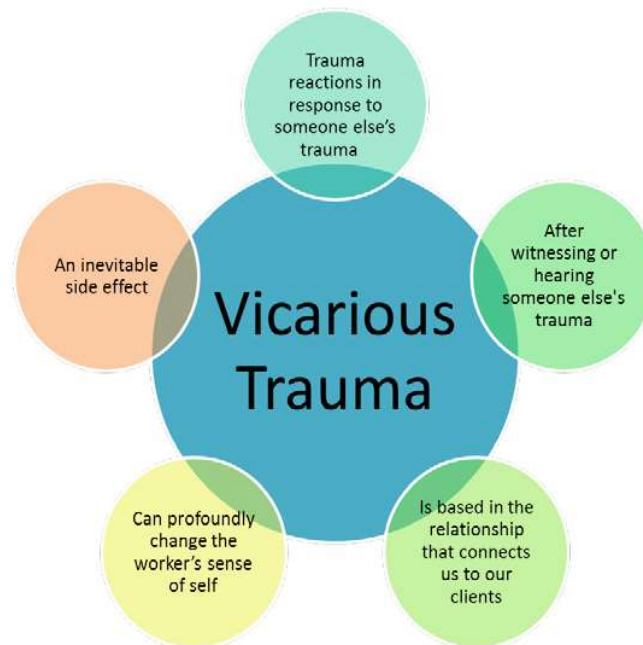 Trauma
reactions in
response to
someone else’s
trauma
After
witnessing or
hearing
someone else's
trauma
Is based in the
relationship
that connects
us to our
clients
Can profoundly
change the
worker’s sense
of self
An inevitable
side effect
Vicarious
Trauma